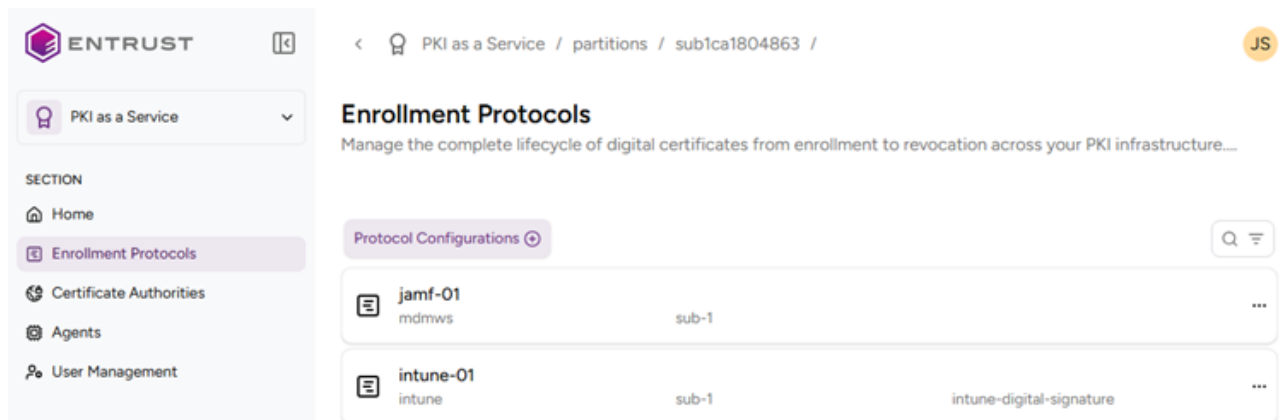 ENTRUST
PKI as a Service
SECTION
Home
Enrollment Protocols
Certificate Authorities
Agents
User Management
PKI as a Service / partitions / sub1ca1804863 /
JS
Enrollment Protocols
Manage the complete lifecycle of digital certificates from enrollment to revocation across your PKI infrastructure....
Protocol Configurations
jamf-01
mdmws sub-1
intune-01
intune sub-1 intune-digital-signature